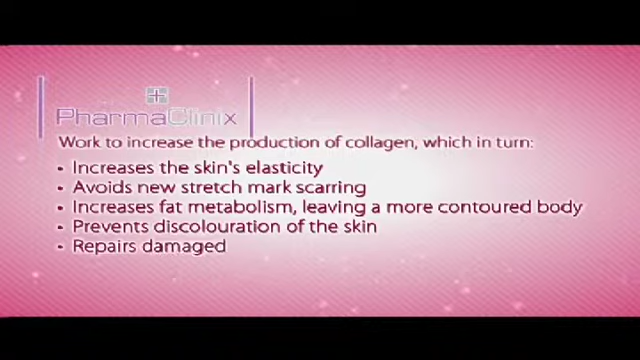 PharmaClinix
Work to increase the production of collagen, which in turn:
• Increases the skin's elasticity
• Avoids new stretch mark scarring
• Increases fat metabolism, leaving a more contoured body
• Prevents discolouration of the skin
• Repairs damaged